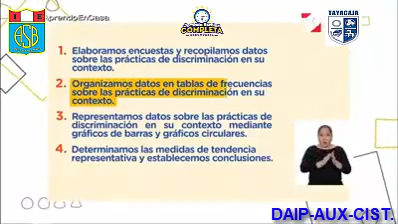 AprendoEnCasa
COMPLETA
TAYACAJA
ASB
1. Elaboramos encuestas y recopilamos datos
sobre las prácticas de discriminación en su
contexto.
2. Organizamos datos en tablas de frecuencias
sobre las prácticas de discriminación en su
contexto.
3. Representamos datos sobre las prácticas de
discriminación en su contexto mediante
gráficos de barras y gráficos circulares.
4. Determinamos las medidas de tendencia
representativa y establecemos conclusiones.
DAIP-AUX-CIST.